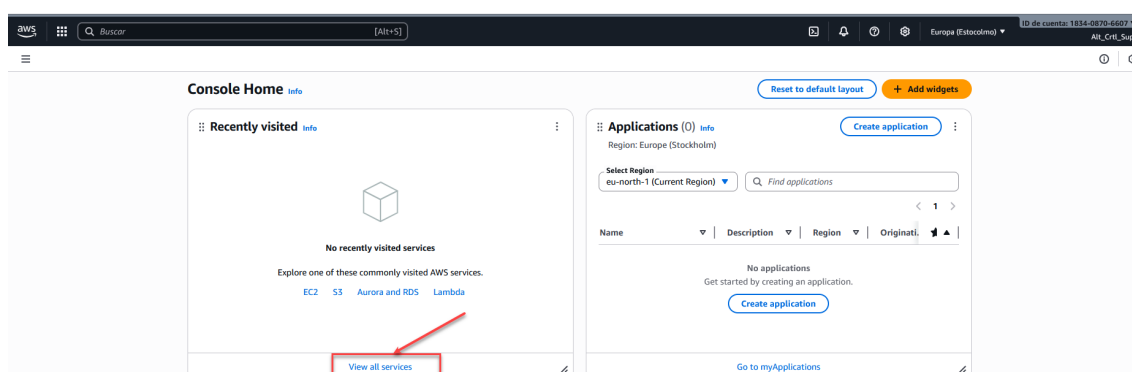 aws
Buscar
[Alt+S]
Europa (Estocolmo)
ID de cuenta: 1834-0870-6607
Console Home Info
Reset to default layout
+ Add widgets
Recently visited Info
No recently visited services
Explore one of these commonly visited AWS services.
EC2 S3 Aurora and RDS Lambda
View all services
Applications (0) Info
Create application
Region: Europe (Stockholm)
Select Region
eu-north-1 (Current Region)
Find applications
1
Name Description Region Originati.
No applications
Get started by creating an application.
Create application
Go to myApplications